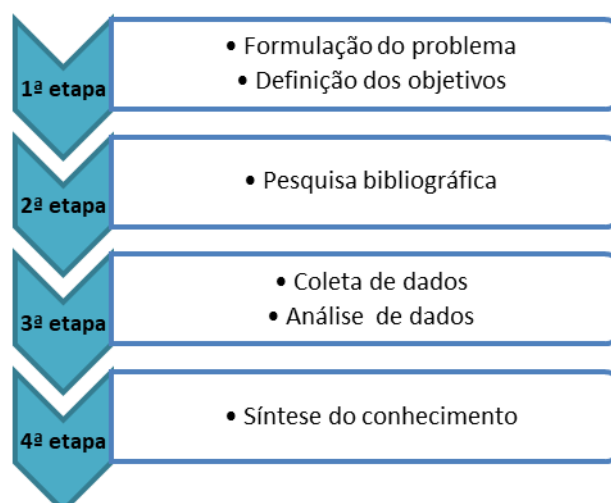 1ª etapa
• Formulação do problema
• Definição dos objetivos
2ª etapa
• Pesquisa bibliográfica
3ª etapa
• Coleta de dados
• Análise de dados
4ª etapa
• Síntese do conhecimento